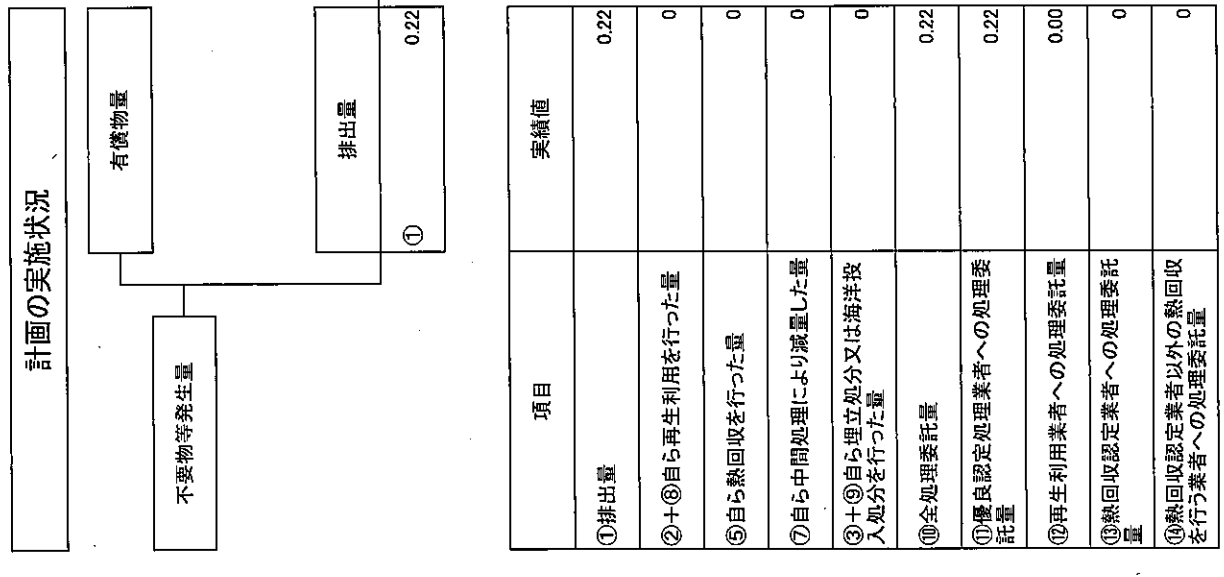 計画の実施状況
有償物量
不要物等発生量
排出量
①
0.22
項目
実績値
①排出量
0.22
②+⑧自ら再生利用を行った量
0
⑤自ら熱回収を行った量
0
⑦自ら中間処理により減量した量
0
③+⑨自ら埋立処分又は海洋投
入処分を行った量
0
⑩全処理委託量
0.22
⑪優良認定処理業者への処理委
託量
0.22
⑫再生利用業者への処理委託量
0.00
⑬熱回収認定業者への処理委託
量
0
⑭熱回収認定業者以外の熱回収
を行う業者への処理委託量
0